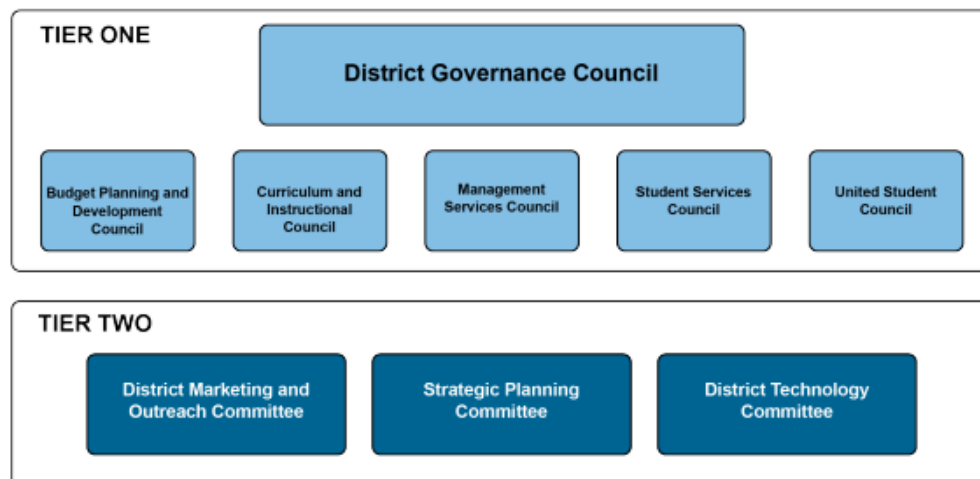 TIER ONE
District Governance Council
Budget Planning and
Development
Council
Curriculum and
Instructional
Council
Management
Services Council
Student Services
Council
United Student
Council
TIER TWO
District Marketing and
Outreach Committee
Strategic Planning
Committee
District Technology
Committee